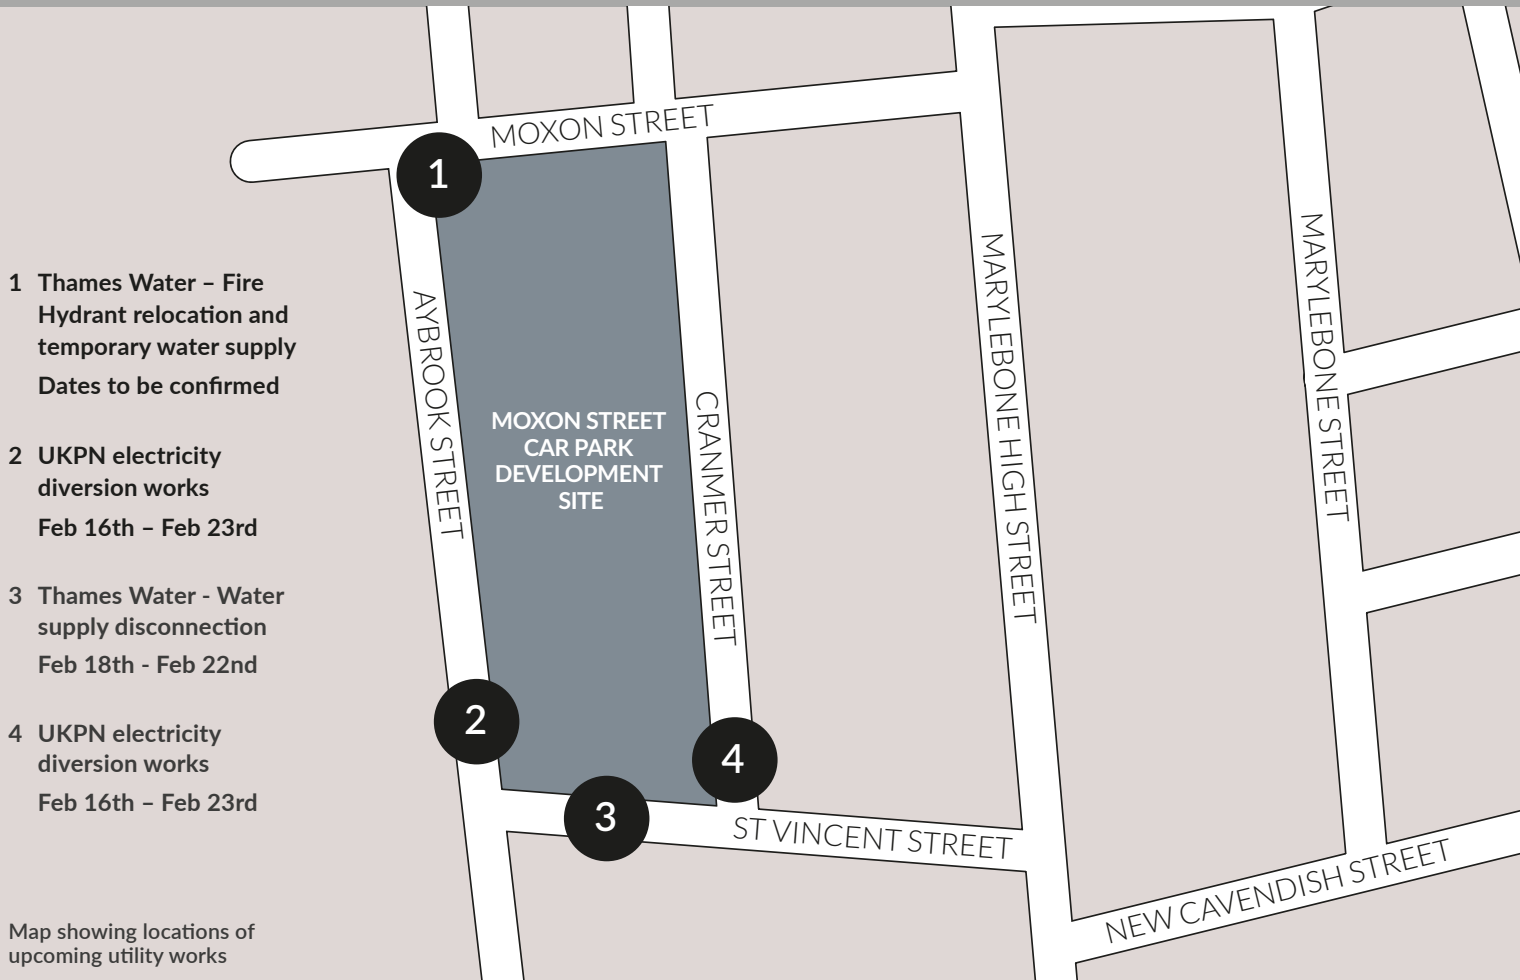 MOXON STREET
1
1 Thames Water – Fire
Hydrant relocation and
temporary water supply
Dates to be confirmed
2 UKPN electricity
diversion works
Feb 16th – Feb 23rd
3 Thames Water - Water
supply disconnection
Feb 18th - Feb 22nd
4 UKPN electricity
diversion works
Feb 16th – Feb 23rd
Map showing locations of
upcoming utility works
AYBROOK STREET
MOXON STREET
CAR PARK
DEVELOPMENT
SITE
CRANMER STREET
MARYLEBONE HIGH STREET
MARYLEBONE STREET
2
3
4
ST VINCENT STREET
NEW CAVENDISH STREET